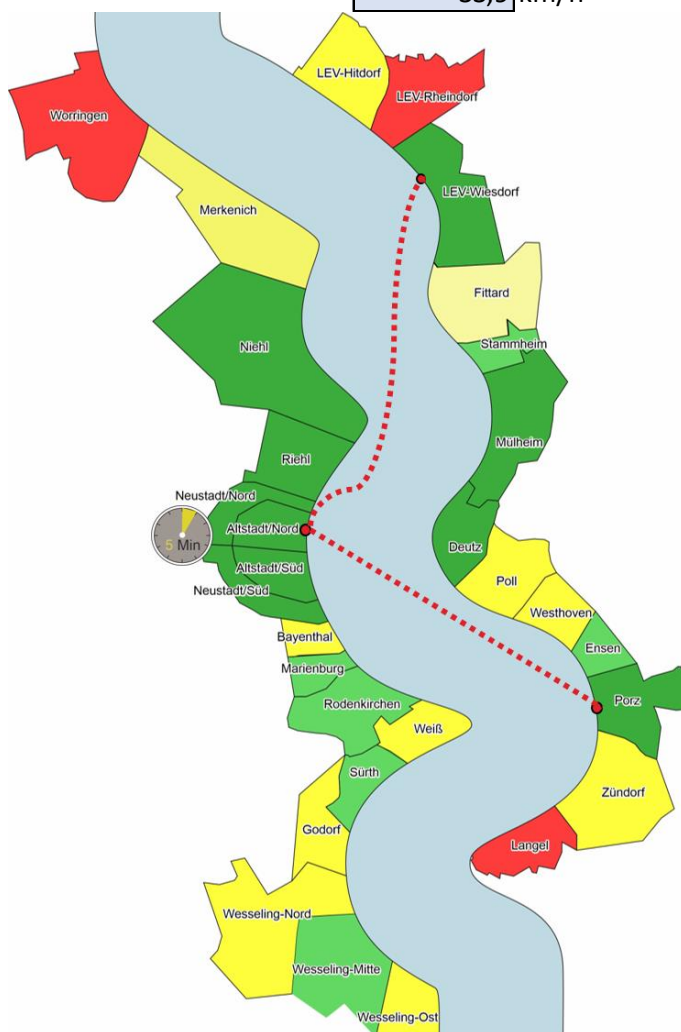 km/h
LEV-Hitdorf
LEV-Rheindorf
Worringen
LEV-Wiesdorf
Merkenich
Fittard
Stammheim
Niehl
Mülheim
Riehl
Neustadt/Nord
Altstadt/Nord
5 Min
Deutz
Altstadt/Süd
Poll
Neustadt/Süd
Westhoven
Bayenthal
Ensen
Marienburg
Rodenkirchen
Porz
Weiß
Sürth
Zündorf
Godorf
Langel
Wesseling-Nord
Wesseling-Mitte
Wesseling-Ost